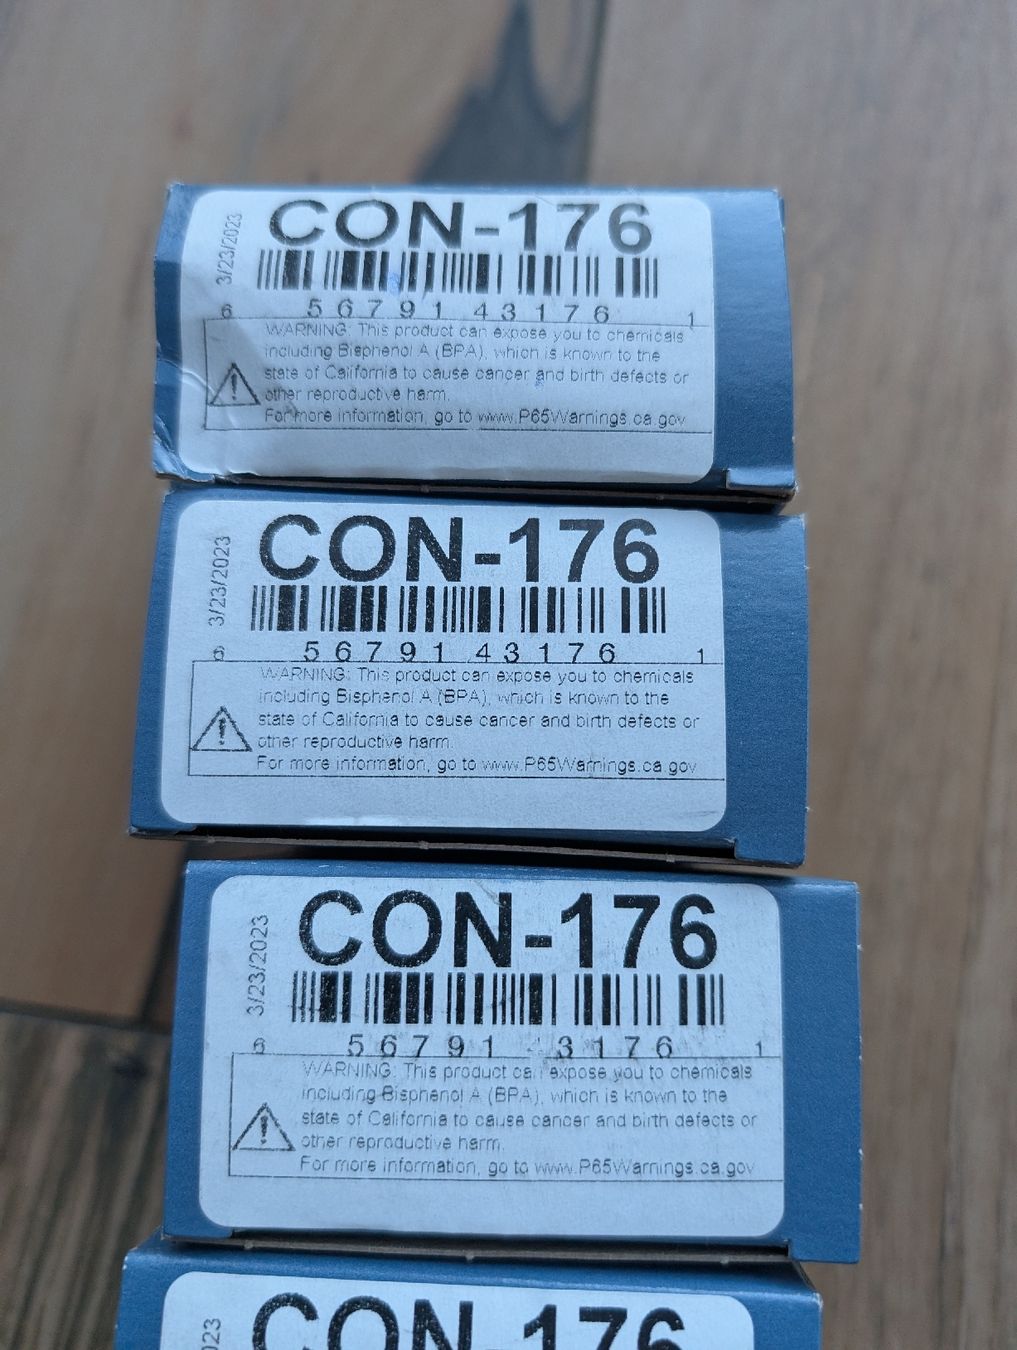 3/23/2023
CON-176
6 56791 43176 1
WARNING: This product can expose you to chemicals
including Bisphenol A (BPA), which is known to the
state of California to cause cancer and birth defects or
other reproductive harm.
For more information, go to www.P65Warnings.ca.gov
3/23/2023
CON-176
6 56791 43176 1
WARNING: This product can expose you to chemicals
including Bisphenol A (BPA), which is known to the
state of California to cause cancer and birth defects or
other reproductive harm.
For more information, go to www.P65Warnings.ca.gov
3/23/2023
CON-176
6 56791 43176 1
WARNING: This product can expose you to chemicals
including Bisphenol A (BPA), which is known to the
state of California to cause cancer and birth defects or
other reproductive harm.
For more information, go to www.P65Warnings.ca.gov
CON-176